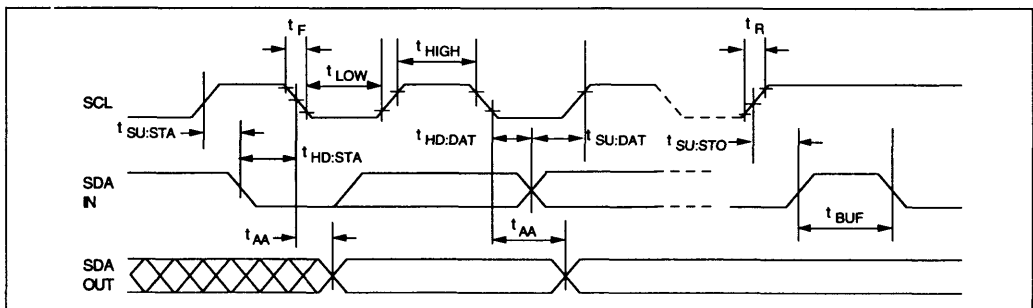 t F
t HIGH
t R
t LOW
SCL
t SU:STA
t HD:STA
t HD:DAT
t SU:DAT
t SU:STO
SDA
IN
t BUF
t AA
t AA
SDA
OUT